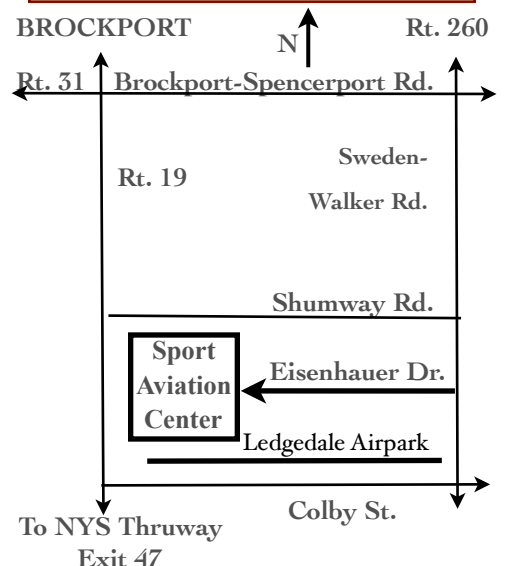 BROCKPORT
N
Rt. 260
Rt. 31
Brockport-Spencerport Rd.
Sweden-
Walker Rd.
Rt. 19
Shumway Rd.
Sport
Aviation
Center
Eisenhauer Dr.
Ledgedale Airpark
Colby St.
To NYS Thruway
Exit 47